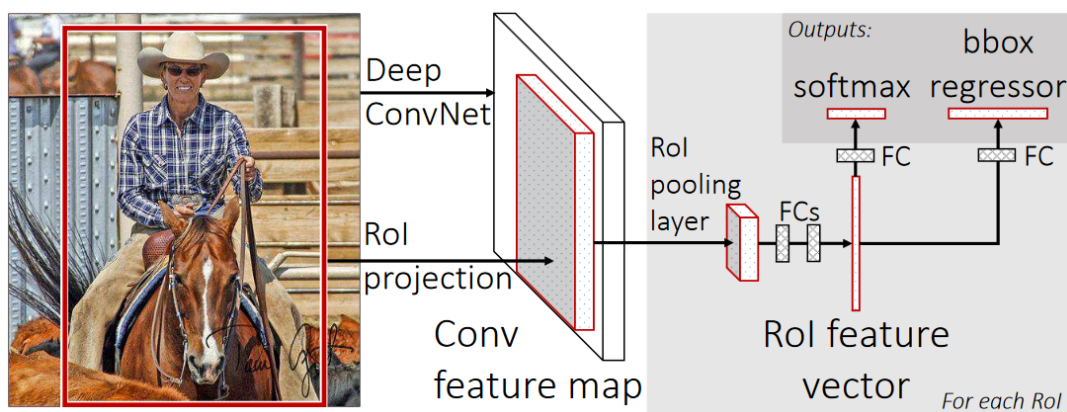 Deep
ConvNet
RoI
projection
Conv
feature map
RoI
pooling
layer
FCs
RoI feature
vector
For each RoI
Outputs:
softmax
bbox
regressor
FC
FC